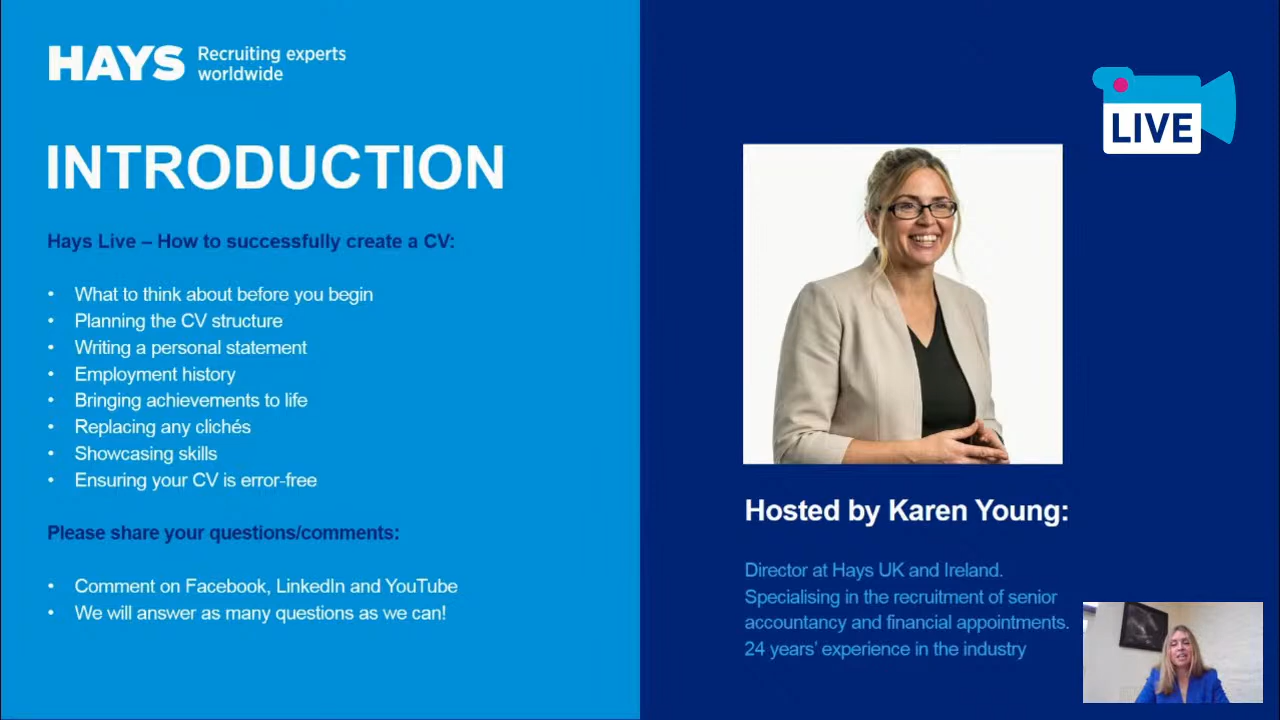 HAYS Recruiting experts
worldwide
INTRODUCTION
Hays Live – How to successfully create a CV:
• What to think about before you begin
• Planning the CV structure
• Writing a personal statement
• Employment history
• Bringing achievements to life
• Replacing any clichés
• Showcasing skills
• Ensuring your CV is error-free
Please share your questions/comments:
• Comment on Facebook, LinkedIn and YouTube
• We will answer as many questions as we can!
LIVE
Hosted by Karen Young:
Director at Hays UK and Ireland.
Specialising in the recruitment of senior
accountancy and financial appointments.
24 years’ experience in the industry